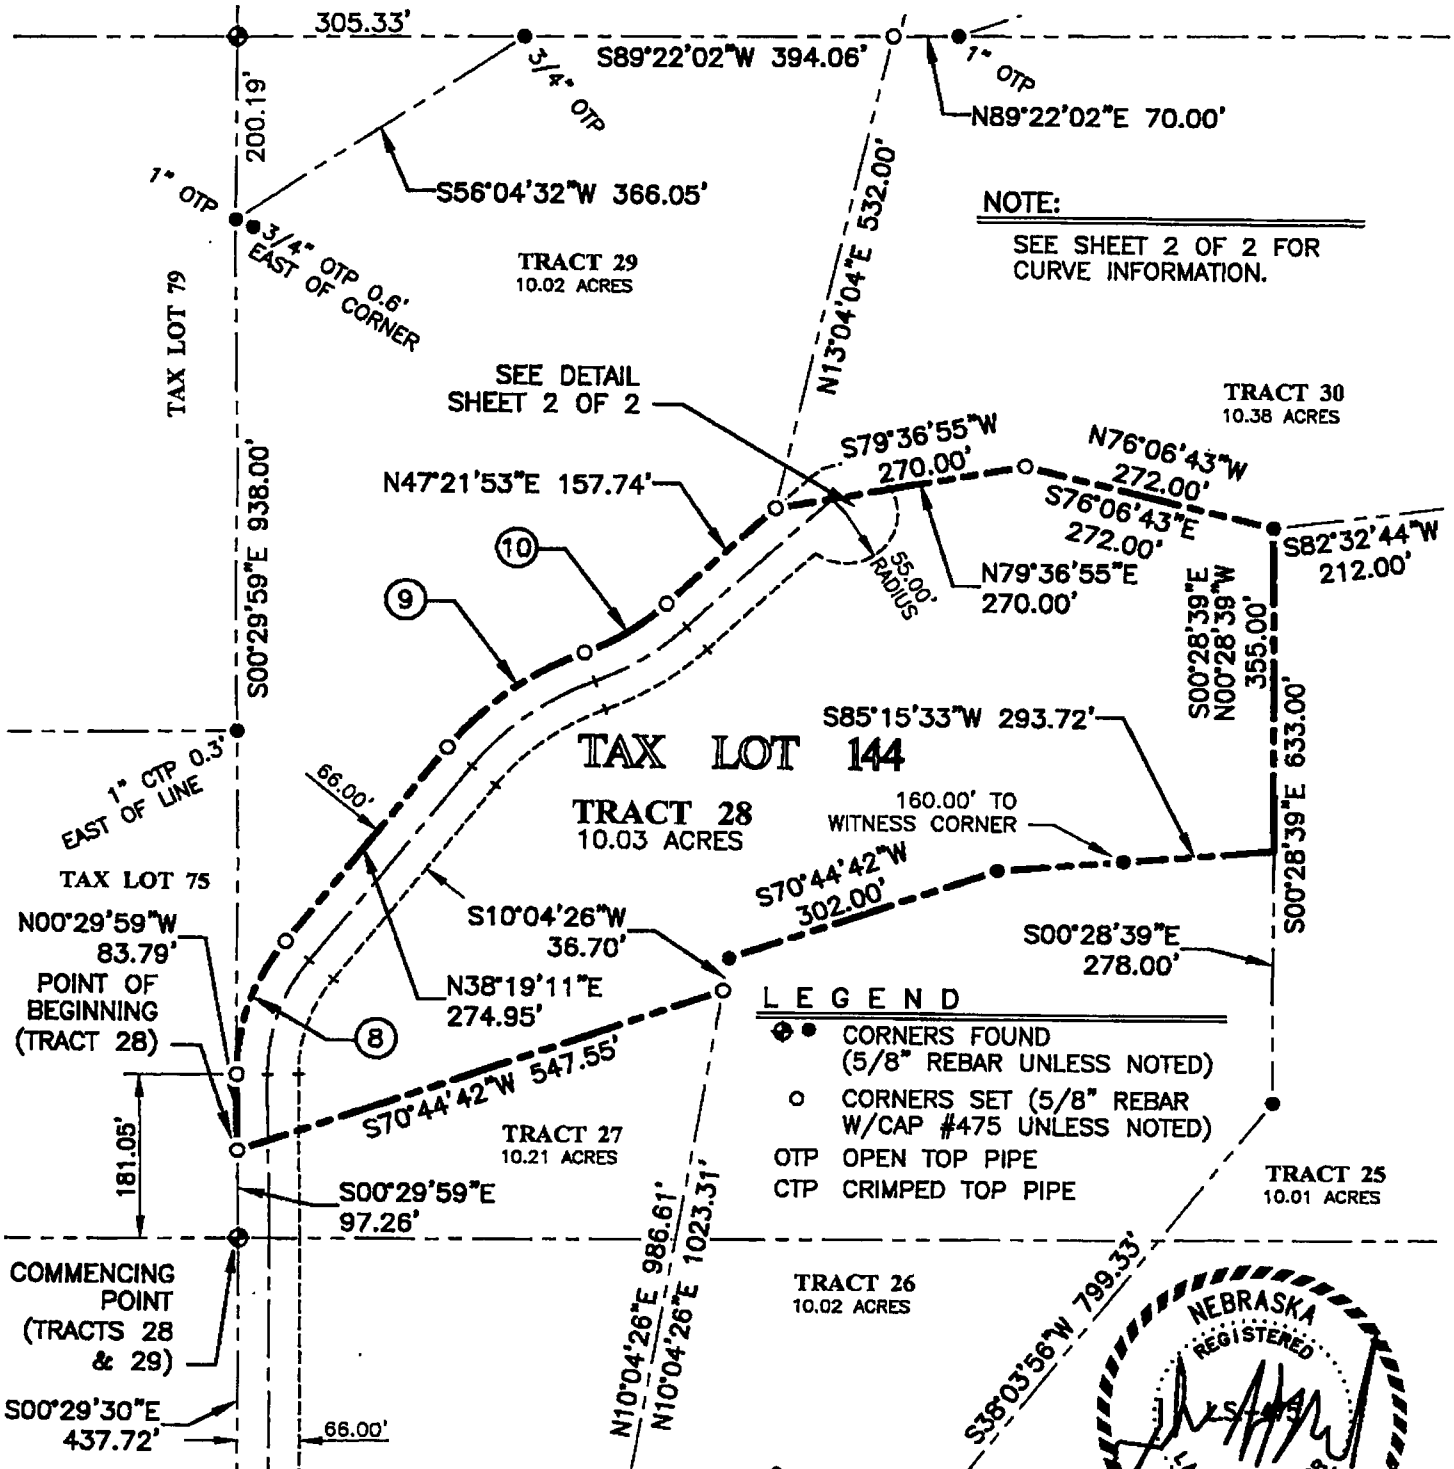 305.33'
S89°22'02"W 394.06'
3/4" OTP
1" OTP
N89°22'02"E 70.00'
200.19'
1" OTP
S56°04'32"W 366.05'
3/4" OTP 0.6'
EAST OF CORNER
N13°04'04"E 532.00'
NOTE:
SEE SHEET 2 OF 2 FOR
CURVE INFORMATION.
TRACT 29
10.02 ACRES
TAX LOT 79
SEE DETAIL
SHEET 2 OF 2
TRACT 30
10.38 ACRES
S79°36'55"W
270.00'
N76°06'43"W
272.00'
S76°06'43"E
272.00'
S00°29'59"E 938.00'
N47°21'53"E 157.74'
S82°32'44"W
212.00'
10
9
55.00'
RADIUS
N79°36'55"E
270.00'
S00°28'39"E
N00°28'39"W
355.00'
S85°15'33"W 293.72'
TAX LOT 144
TRACT 28
10.03 ACRES
1" CTP 0.3'
EAST OF LINE
66.00'
160.00' TO
WITNESS CORNER
S00°28'39"E 633.00'
TAX LOT 75
S70°44'42"W
302.00'
N00°29'59"W
83.79'
S10°04'26"W
36.70'
S00°28'39"E
278.00'
POINT OF
BEGINNING
(TRACT 28)
N38°19'11"E
274.95'
8
LEGEND
CORNERS FOUND
(5/8" REBAR UNLESS NOTED)
CORNERS SET (5/8" REBAR
W/CAP #475 UNLESS NOTED)
OTP OPEN TOP PIPE
CTP CRIMPED TOP PIPE
S70°44'42"W 547.55'
181.05'
TRACT 27
10.21 ACRES
S00°29'59"E
97.26'
TRACT 25
10.01 ACRES
COMMENCING
POINT
(TRACTS 28
& 29)
N10°04'26"E 986.61'
N10°04'26"E 1023.31'
TRACT 26
10.02 ACRES
S38°03'56"W 799.33'
NEBRASKA
REGISTERED
S00°29'30"E
437.72'
66.00'